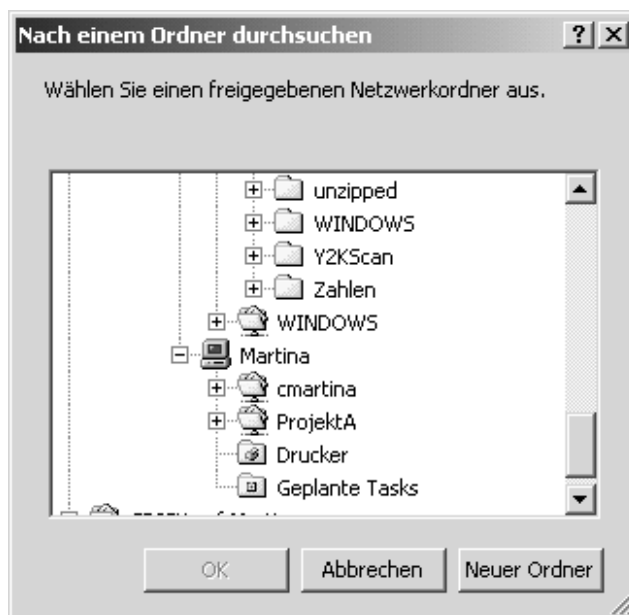 Nach einem Ordner durchsuchen
Wählen Sie einen freigegebenen Netzwerkordner aus.
unzipped
WINDOWS
Y2KScan
Zahlen
WINDOWS
Martina
cmartina
ProjektA
Drucker
Geplante Tasks
OK Abbrechen Neuer Ordner